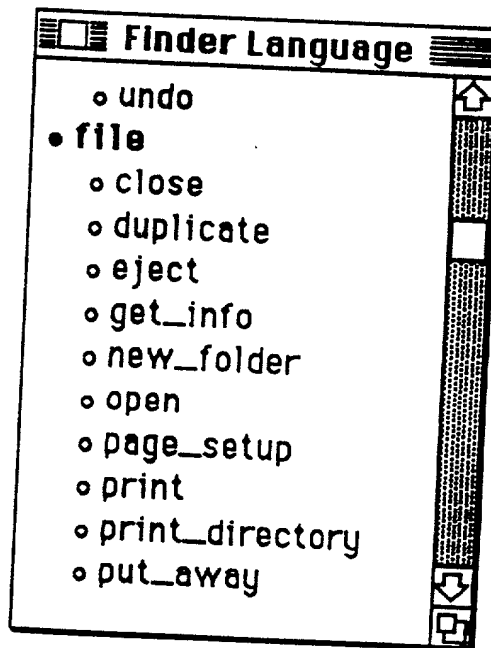 Finder Language
undo
file
close
duplicate
eject
get_info
new_folder
open
page_setup
print
print_directory
put_away